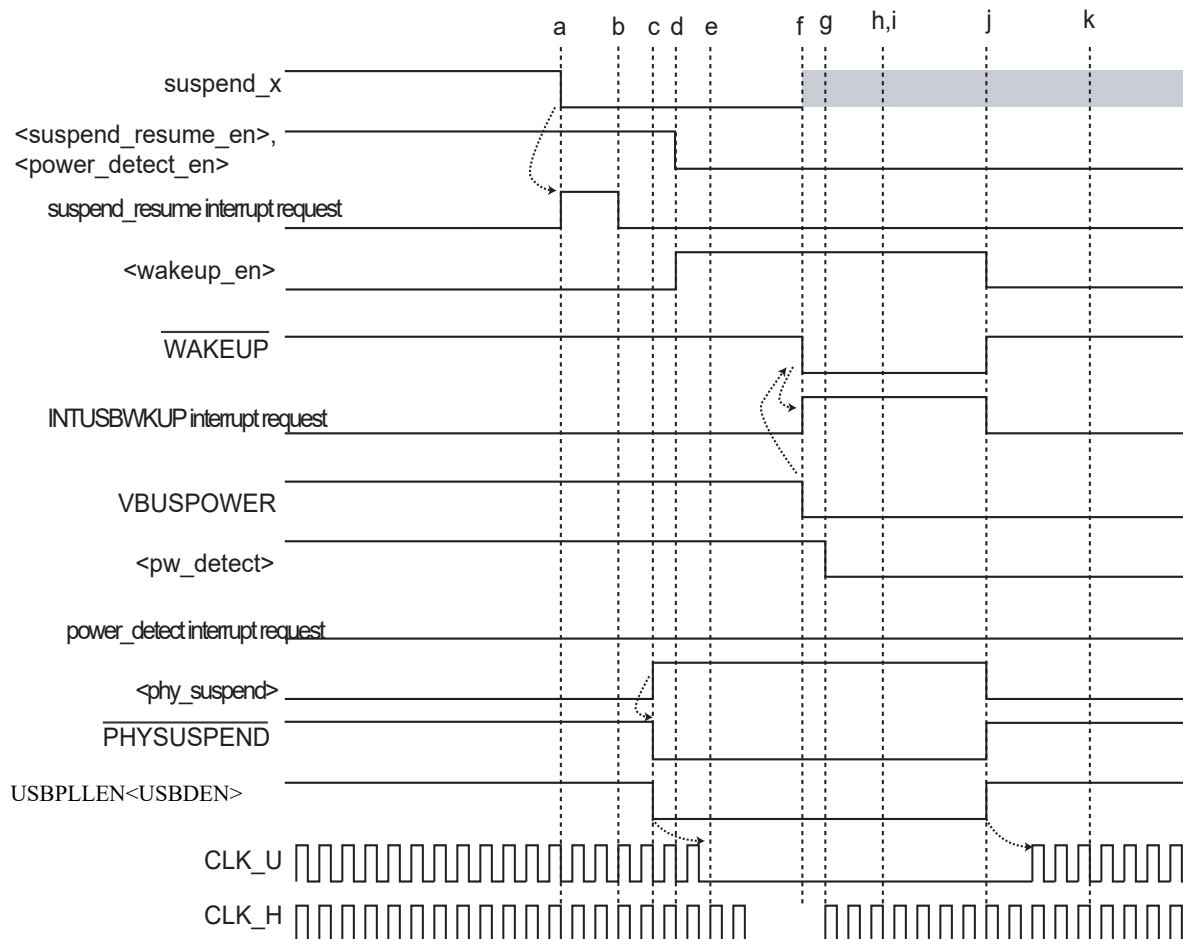 a b c d e f g h,i j k
suspend_x
<suspend_resume_en>,
<power_detect_en>
suspend_resume interrupt request
<wakeup_en>
WAKEUP
INTUSBWKUP interrupt request
VBUSPOWER
<pw_detect>
power_detect interrupt request
<phy_suspend>
PHYSUSPEND
USBPLLEN<USBDEN>
CLK_U
CLK_H